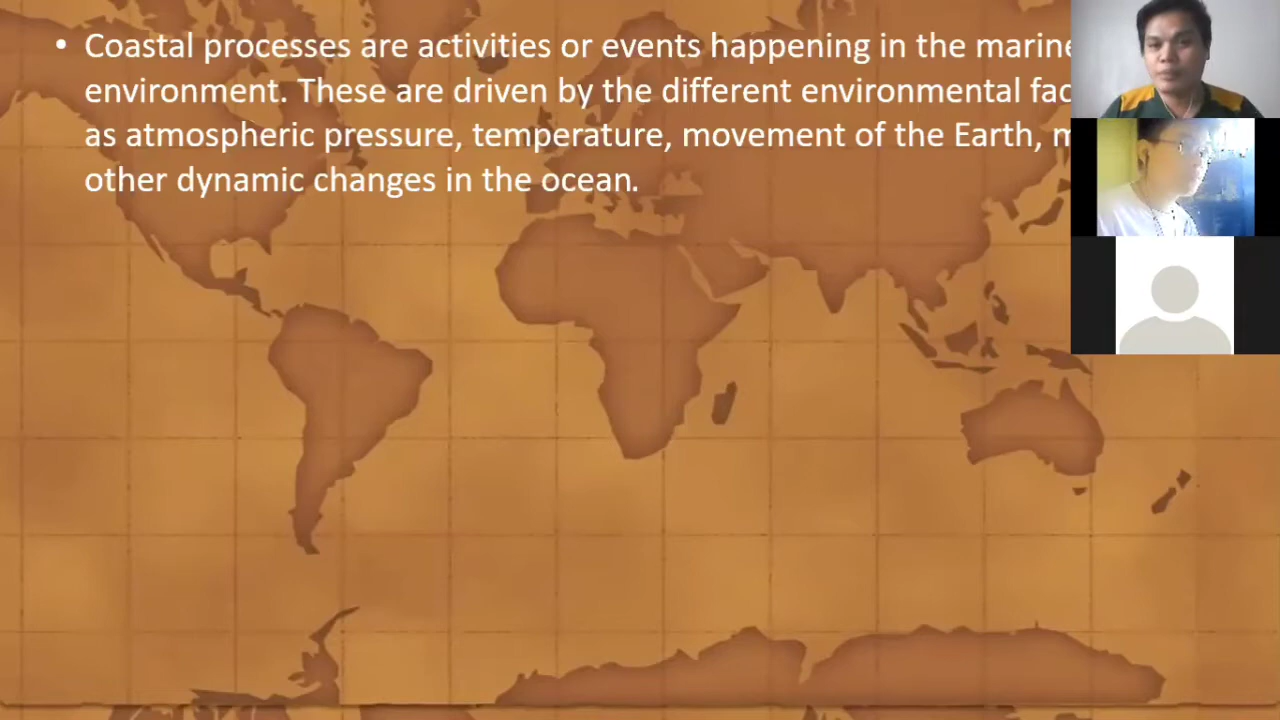 • Coastal processes are activities or events happening in the marine
environment. These are driven by the different environmental
as atmospheric pressure, temperature, movement of the Earth,
other dynamic changes in the ocean.